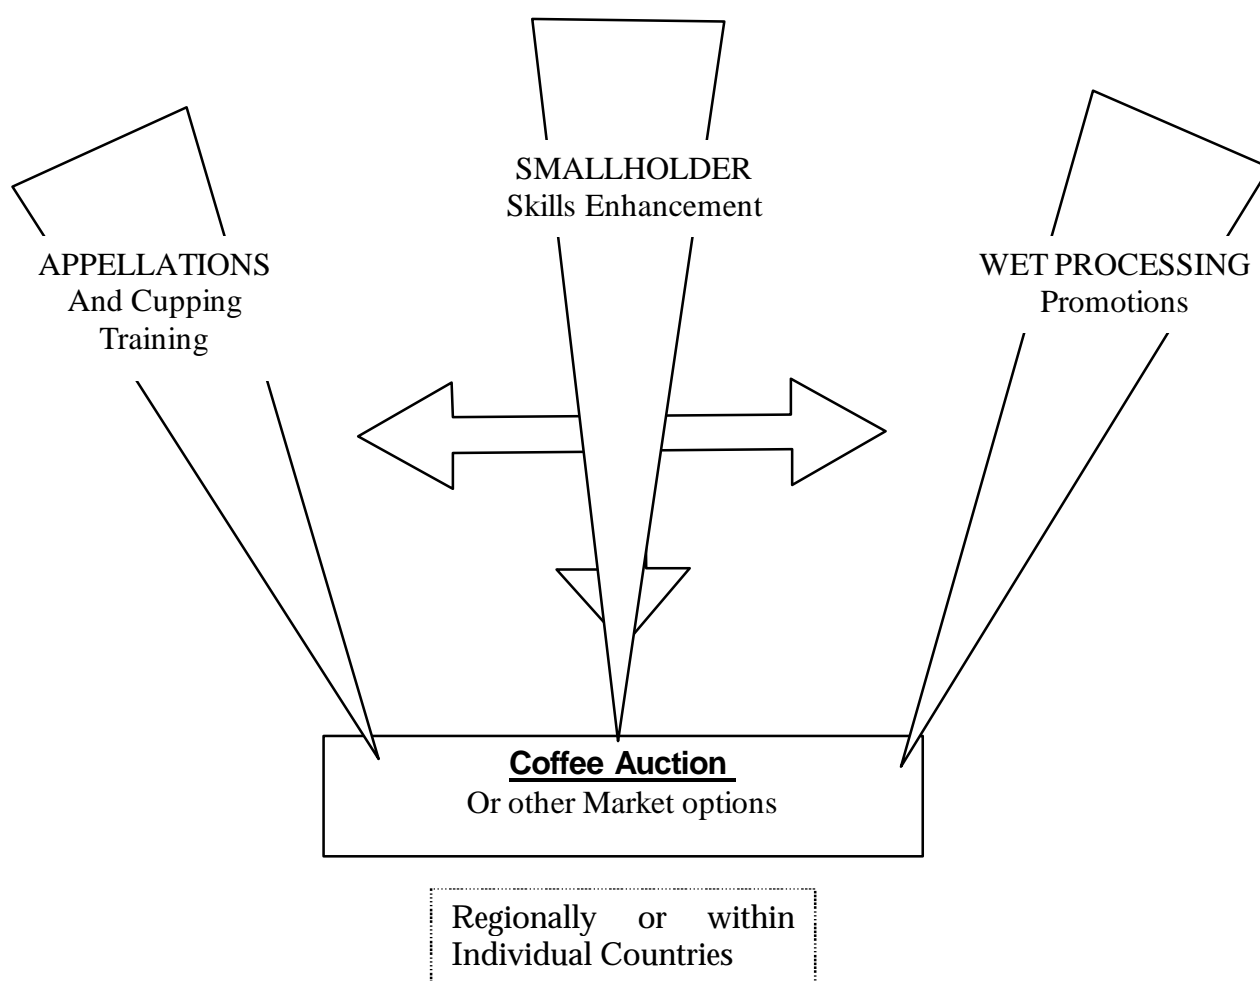 SMALLHOLDER
Skills Enhancement
APPELLATIONS
And Cupping
Training
WET PROCESSING
Promotions
Coffee Auction
Or other Market options
Regionally or within
Individual Countries